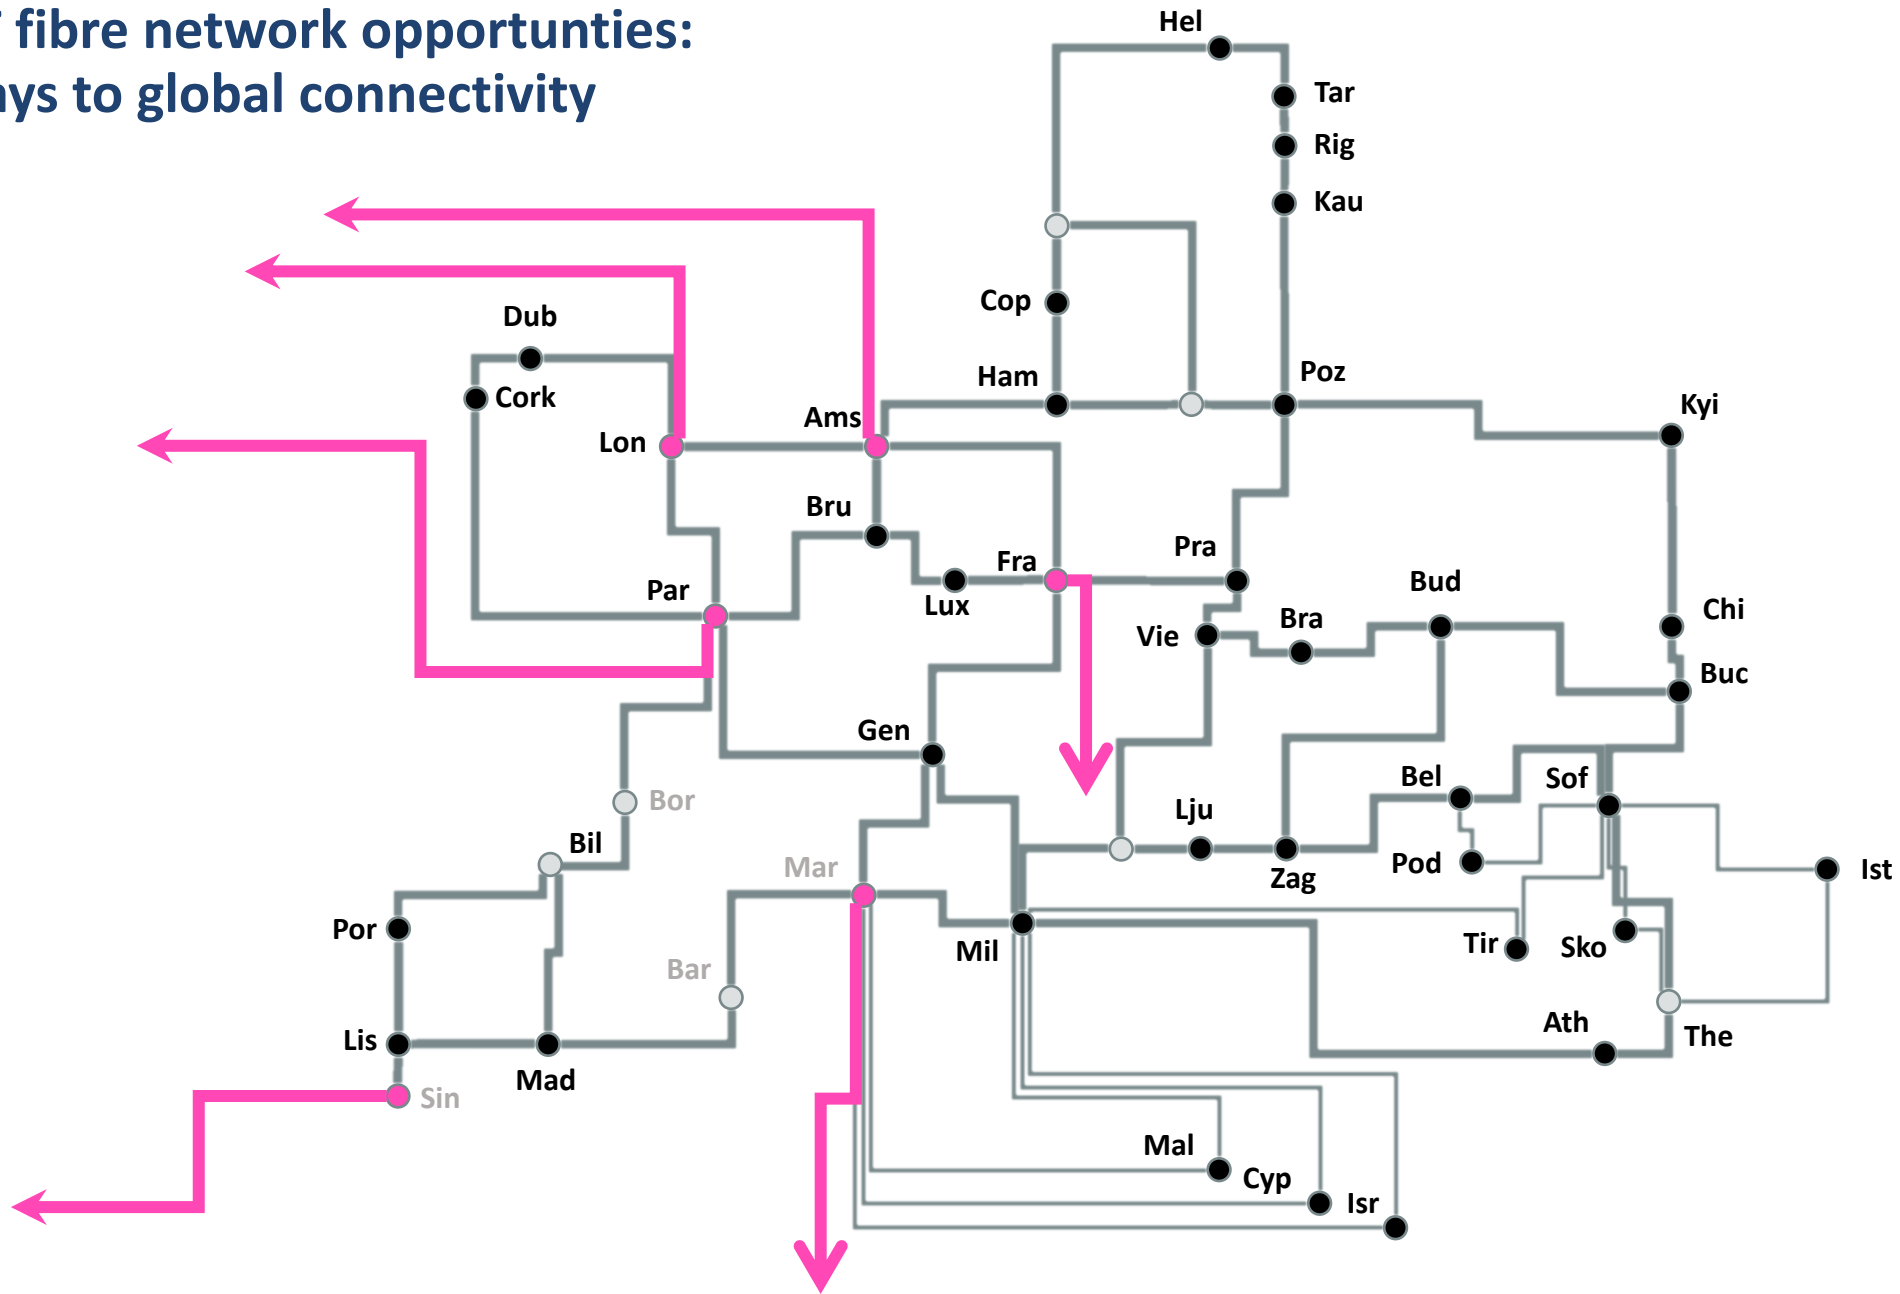 fibre network opportunties:
ays to global connectivity
Hel
Tar
Rig
Kau
Cop
Dub
Ham
Poz
Cork
Ams
Kyi
Lon
Bru
Fra
Pra
Par
Lux
Bud
Bra
Chi
Vie
Buc
Gen
Bel
Sof
Bor
Lju
Bil
Mar
Pod
Zag
Ist
Por
Mil
Tir
Sko
Bar
Ath
The
Lis
Mad
Sin
Mal
Cyp
Isr